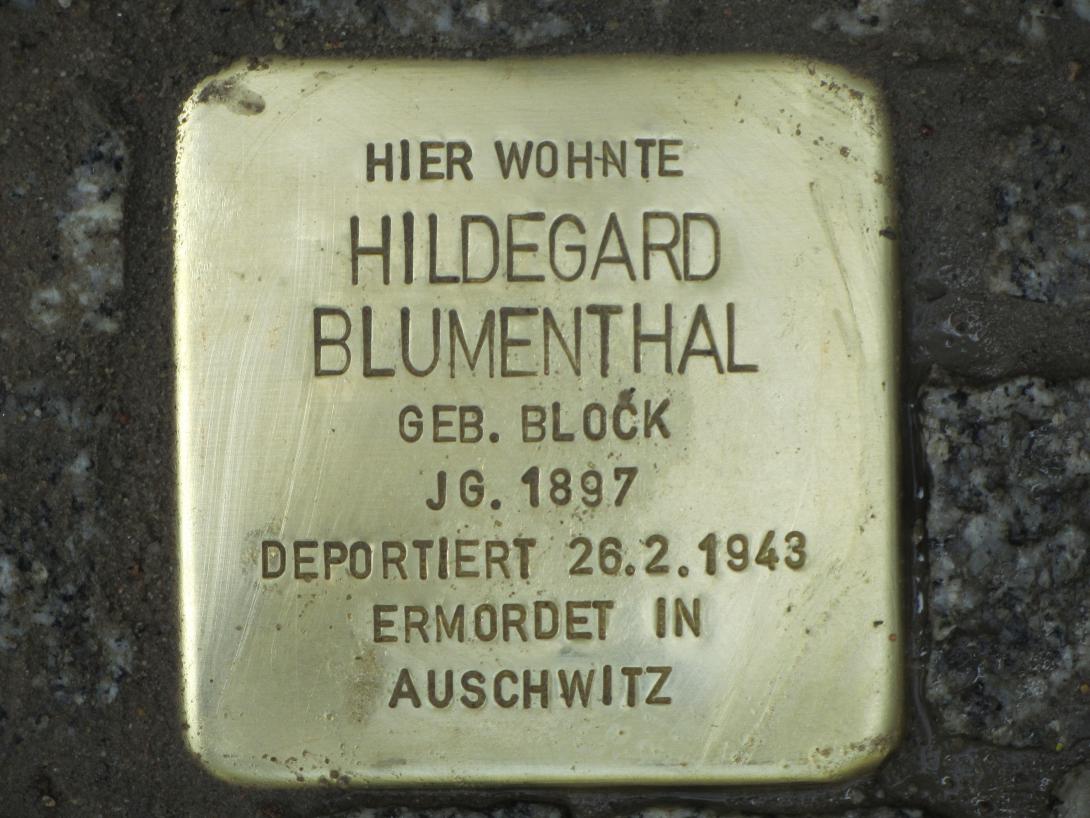 HIER WOHNTE
HILDEGARD
BLUMENTHAL
GEB. BLOCK
JG. 1897
DEPORTIERT 26.2.1943
ERMORDET IN
AUSCHWITZ